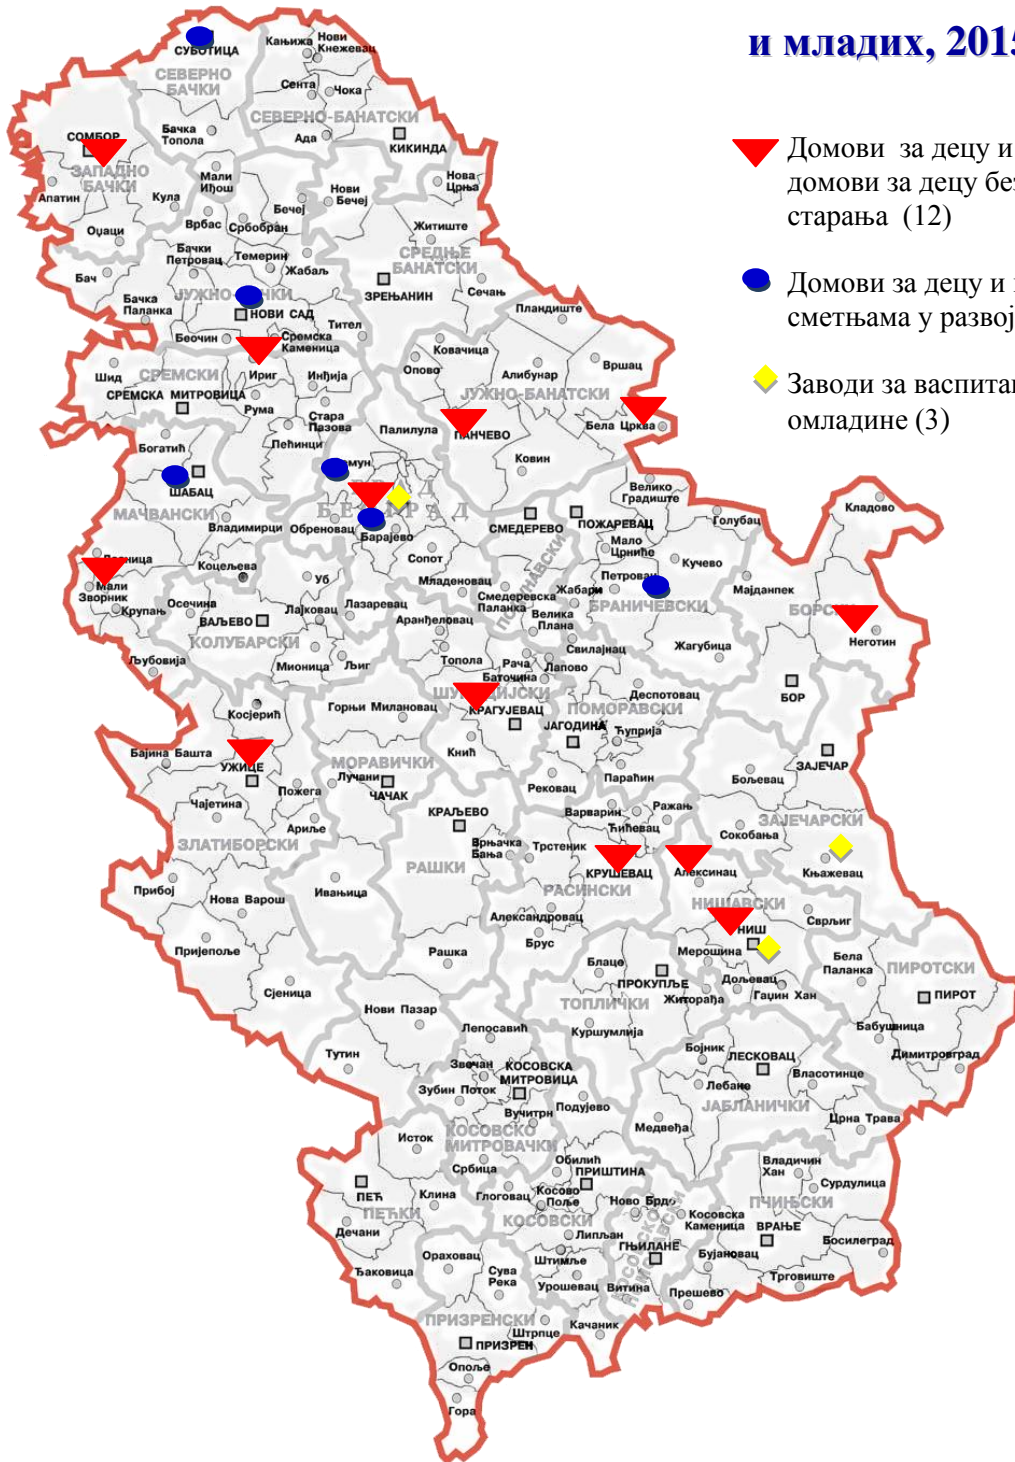 и младих, 2015
Домови за децу и
домови за децу без
старања (12)
Домови за децу и
сметњама у развој
Заводи за васпитањ
омладине (3)
СУБОТИЦА
Кањижа
Нови
Кнежевац
СЕВЕРНО
БАЧКИ
Сента
Чока
СЕВЕРНО-БАНАТСКИ
СОМБОР
Бачка
Топола
Ада
КИКИНДА
ЗАПАДНО
БАЧКИ
Мали
Иђош
Нови
Бечеј
Нова
Црња
Апатин
Кула
Бечеј
Врбас
Србобран
Житиште
Оџаци
Бачки
Петровац
Темерин
Жабаљ
СРЕДЊЕ
БАНАТСКИ
Бач
Бачка
Паланка
ЗРЕЊАНИН
Сечањ
НОВИ САД
Пландиште
Тител
Беочин
Сремска
Каменица
Ковачица
Вршац
Шид
СРЕМСКИ
Ириг
Инђија
Опово
Алибунар
СРЕМСКА МИТРОВИЦА
Рума
ЈУЖНО-БАНАТСКИ
Стара
Пазова
Палилула
ПАНЧЕВО
Бела Црква
Богатић
Пећинци
Ковин
Велико
Градиште
ШАБАЦ
Голубац
Кладово
МАЧВАНСКИ
Владимирци
Обреновац
Барајево
СМЕДЕРЕВО
ПОЖАРЕВАЦ
Мало
Црниће
Кучево
Сопот
Коцељева
Уб
Младеновац
Петровац
Мајданпек
Мали
Зворник
Крупањ
Осечина
ВАЉЕВО
Лајковац
Лазаревац
Смедеревска
Паланка
Жабари
БРАНИЧЕВСКИ
Аранђеловац
Велика
Плана
Неготин
КОЛУБАРСКИ
Свилајнац
Жагубица
Љубовија
Мионица
Љиг
Топола
Рача
Баточина
Лапово
Деспотовац
БОР
Косјерић
Горњи Милановац
КРАГУЈЕВАЦ
ЈАГОДИНА
ПОМОРАВСКИ
Ћуприја
Бајина Башта
УЖИЦЕ
МОРАВИЧКИ
Лучани
ЧАЧАК
Кнић
Параћин
Бољевац
ЗАЈЕЧАР
Чајетина
Пожега
Рековац
Ариље
КРАЉЕВО
Варварин
Ражањ
Ћићевац
Сокобања
ЗАЈЕЧАРСКИ
ЗЛАТИБОРСКИ
Врњачка
Бања
Трстеник
КРУШЕВАЦ
Алексинац
Књажевац
РАШКИ
Прибој
Ивањица
РАСИНСКИ
Нова Варош
НИШАВСКИ
Сврљиг
Александровац
НИШ
Пријепоље
Рашка
Брус
Мерошина
Бела
Паланка
ПИРОТСКИ
Блаце
ПРОКУПЉЕ
Дољевац
Гаџин Хан
Сјеница
ТОПЛИЧКИ
Житорађа
ПИРОТ
Нови Пазар
Лепосавић
Куршумлија
Бабушница
Тутин
Звечан
КОСОВСКА
МИТРОВИЦА
Бојник
ЛЕСКОВАЦ
Димитровград
Зубин Поток
Лебане
Власотинце
Вучитрн
Подујево
ЈАБЛАНИЧКИ
Медвеђа
Црна Трава
Исток
КОСОВСКО
МИТРОВАЧКИ
Србица
Обилић
ПРИШТИНА
Владичин
Хан
Сурдулица
ПЕЋ
Клина
Глоговац
Косово
Поље
Ново Брдо
ПЧИЊСКИ
ПЕЋКИ
КОСОВСКИ
Косовска
Каменица
ВРАЊЕ
Дечани
Липљан
ГЊИЛАНЕ
Бујановац
Босилеград
Ораховац
Штимље
Ђаковица
Сува
Река
Урошевац
Витина
Прешево
Трговиште
ПРИЗРЕНСКИ
Штрпце
Качаник
ПРИЗРЕН
Опоље
Гора